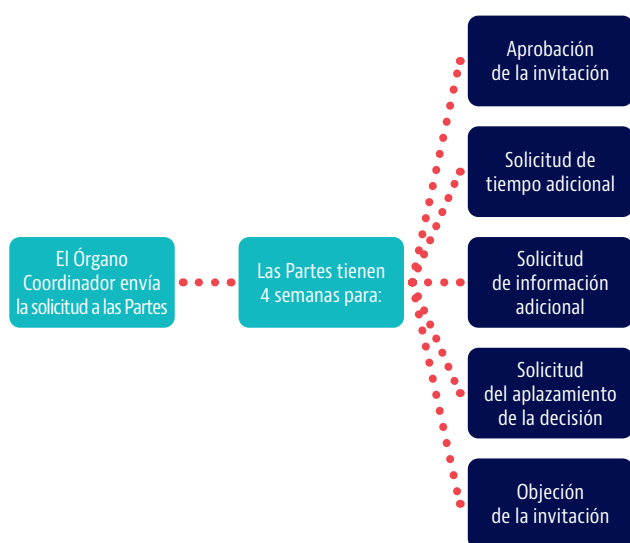 El Órgano
Coordinador envía
la solicitud a las Partes
Las Partes tienen
4 semanas para:
Aprobación
de la invitación
Solicitud de
tiempo adicional
Solicitud
de información
adicional
Solicitud
del aplazamiento
de la decisión
Objeción
de la invitación